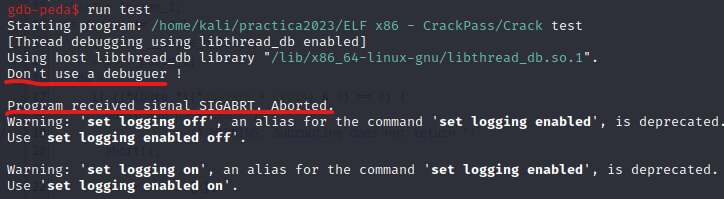 gdb-peda$ run test
Starting program: /home/kali/practica2023/ELF x86 - CrackPass/Crack test
[Thread debugging using libthread_db enabled]
Using host libthread_db library "/lib/x86_64-linux-gnu/libthread_db.so.1".
Don't use a debuguer !
Program received signal SIGABRT. Aborted.
Warning: 'set logging off', an alias for the command 'set logging enabled', is deprecated.
Use 'set logging enabled off'.
Warning: 'set logging on', an alias for the command 'set logging enabled', is deprecated.
Use 'set logging enabled on'.